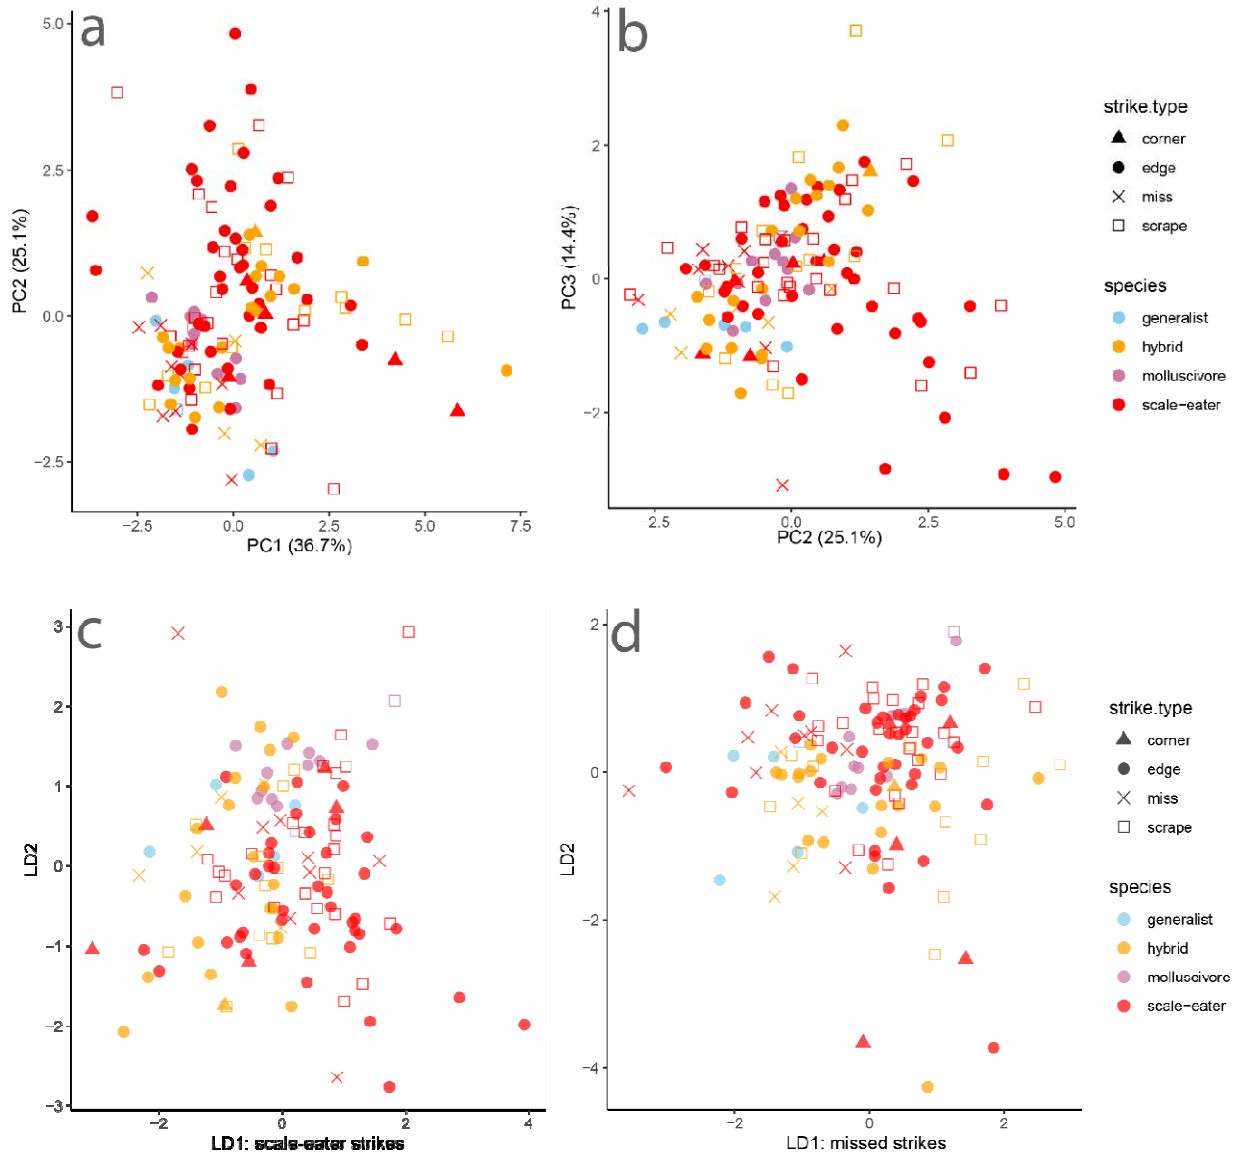 a
5.0
2.5
0.0
−2.5
PC2 (25.1%)
−2.5
0.0
2.5
5.0
7.5
PC1 (36.7%)
b
4
2
0
−2
PC3 (14.4%)
2.5
0.0
2.5
5.0
PC2 (25.1%)
strike.type
corner
edge
miss
scrape
species
generalist
hybrid
molluscivore
scale-eater
c
3
2
1
0
−1
−2
−3
LD2
−2
0
2
4
LD1: scale-eater strikes
d
2
0
−2
−4
LD2
−2
0
2
LD1: missed strikes
strike.type
corner
edge
miss
scrape
species
generalist
hybrid
molluscivore
scale-eater